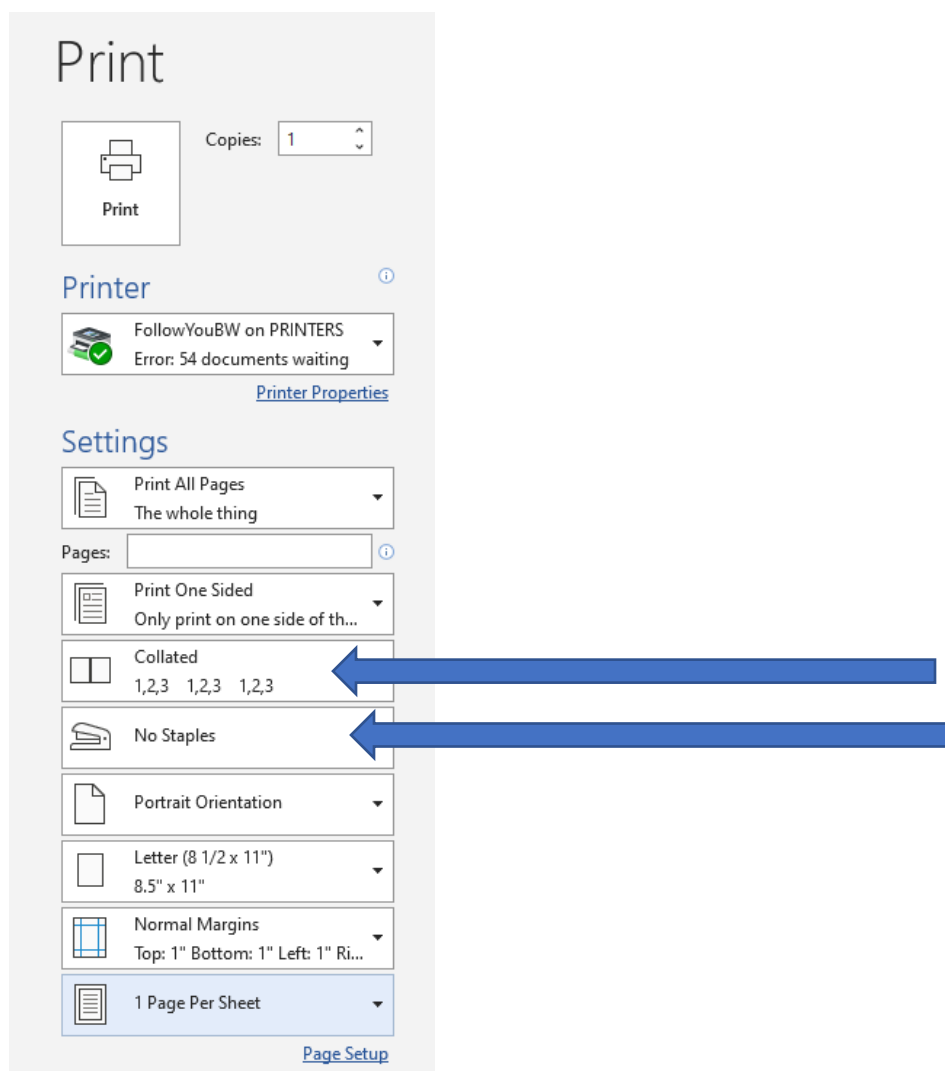 Print
Copies: 1
Print
Printer
FollowYouBW on PRINTERS
Error: 54 documents waiting
Printer Properties
Settings
Print All Pages
The whole thing
Pages:
Print One Sided
Only print on one side of th...
Collated
1,2,3 1,2,3 1,2,3
No Staples
Portrait Orientation
Letter (8 1/2 x 11")
8.5" x 11"
Normal Margins
Top: 1" Bottom: 1" Left: 1" Ri...
1 Page Per Sheet
Page Setup